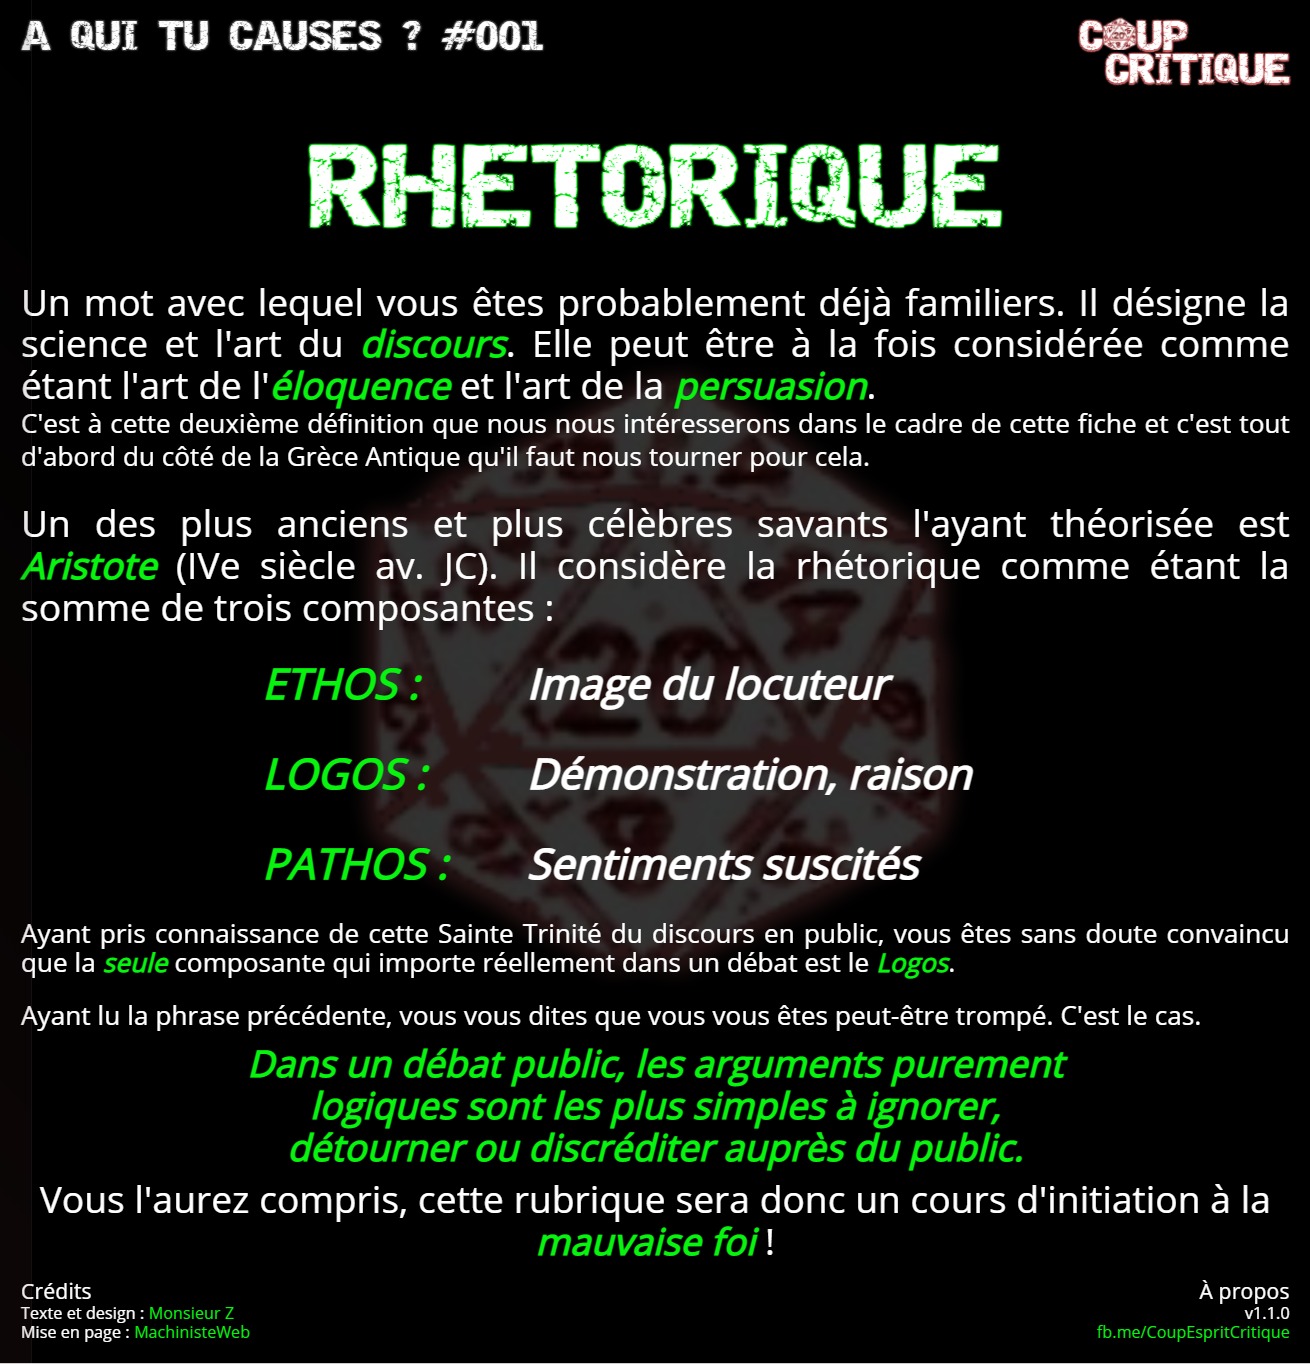 A QUI TU CAUSES ? #001
COUP
CRITIQUE
RHETORIQUE
Un mot avec lequel vous êtes probablement déjà familiers. Il désigne la
science et l'art du discours. Elle peut être à la fois considérée comme
étant l'art de l'éloquence et l'art de la persuasion.
C'est à cette deuxième définition que nous nous intéresserons dans le cadre de cette fiche et c'est tout
d'abord du côté de la Grèce Antique qu'il faut nous tourner pour cela.
Un des plus anciens et plus célèbres savants l'ayant théorisée est
Aristote (IVe siècle av. JC). Il considère la rhétorique comme étant la
somme de trois composantes :
ETHOS : Image du locuteur
LOGOS : Démonstration, raison
PATHOS : Sentiments suscités
20
Ayant pris connaissance de cette Sainte Trinité du discours en public, vous êtes sans doute convaincu
que la seule composante qui importe réellement dans un débat est le Logos.
Ayant lu la phrase précédente, vous vous dites que vous vous êtes peut-être trompé. C'est le cas.
Dans un débat public, les arguments purement
logiques sont les plus simples à ignorer,
détourner ou discréditer auprès du public.
Vous l'aurez compris, cette rubrique sera donc un cours d'initiation à la
mauvaise foi !
Crédits
Texte et design : Monsieur Z
Mise en page : MachinisteWeb
À propos
v1.1.0
fb.me/CoupEspritCritique